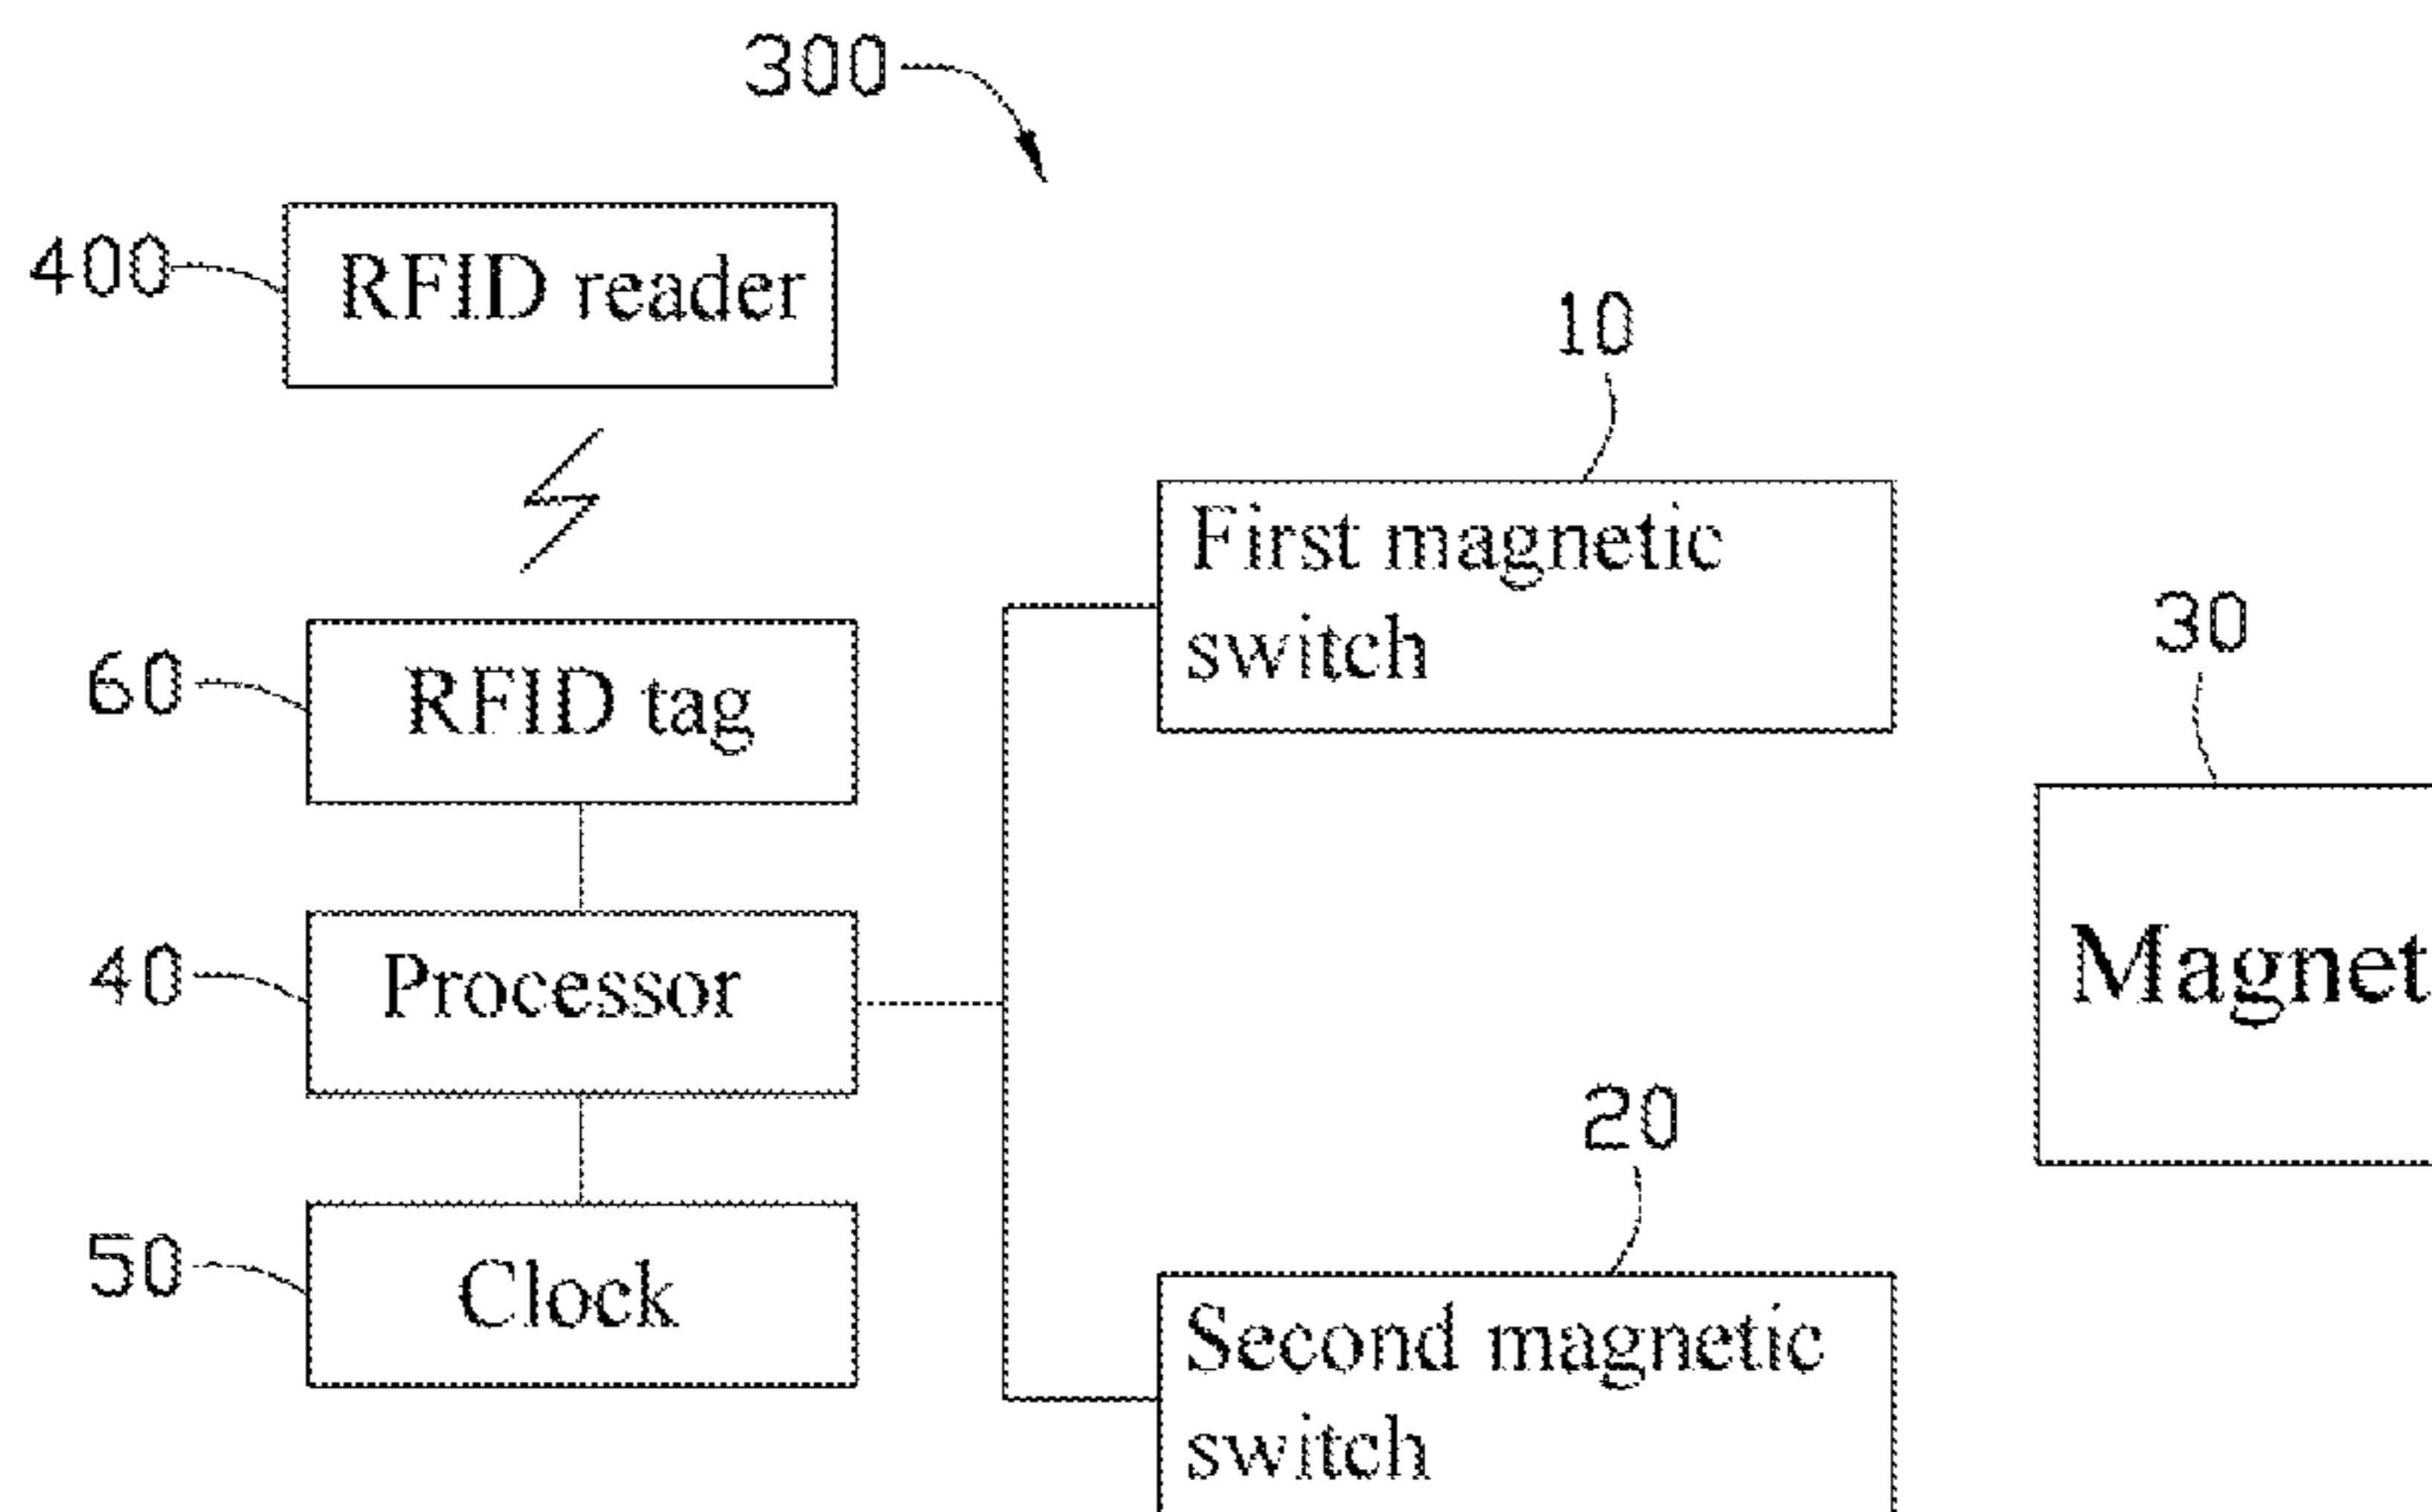 300
400
RFID reader
10
First magnetic
switch
30
60
RFID tag
40
Processor
Magnet
20
50
Clock
Second magnetic
switch